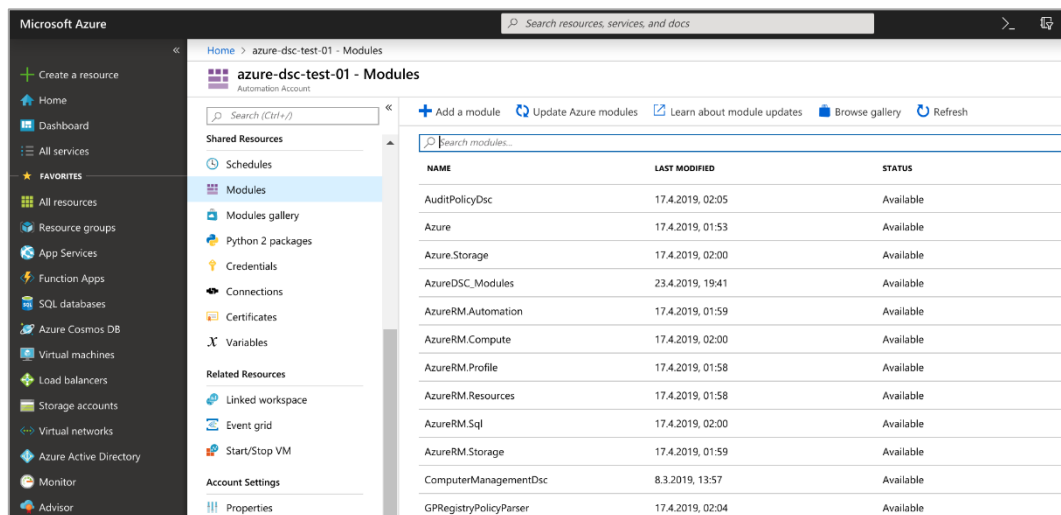 Microsoft Azure
Search resources, services, and docs
Home > azure-dsc-test-01 - Modules
azure-dsc-test-01 - Modules
Automation Account
Create a resource
Home
Dashboard
All services
FAVORITES
All resources
Resource groups
App Services
Function Apps
SQL databases
Azure Cosmos DB
Virtual machines
Load balancers
Storage accounts
Virtual networks
Azure Active Directory
Monitor
Advisor
Search (Ctrl+/)
Shared Resources
Schedules
Modules
Modules gallery
Python 2 packages
Credentials
Connections
Certificates
Variables
Related Resources
Linked workspace
Event grid
Start/Stop VM
Account Settings
Properties
Add a module Update Azure modules Learn about module updates Browse gallery Refresh
Search modules...
NAME LAST MODIFIED STATUS
AuditPolicyDsc 17.4.2019, 02:05 Available
Azure 17.4.2019, 01:53 Available
Azure.Storage 17.4.2019, 02:00 Available
AzureDSC_Modules 23.4.2019, 19:41 Available
AzureRM.Automation 17.4.2019, 01:59 Available
AzureRM.Compute 17.4.2019, 02:00 Available
AzureRM.Profile 17.4.2019, 01:58 Available
AzureRM.Resources 17.4.2019, 01:58 Available
AzureRM.Sql 17.4.2019, 02:00 Available
AzureRM.Storage 17.4.2019, 01:59 Available
ComputerManagementDsc 8.3.2019, 13:57 Available
GPRegistryPolicyParser 17.4.2019, 02:04 Available